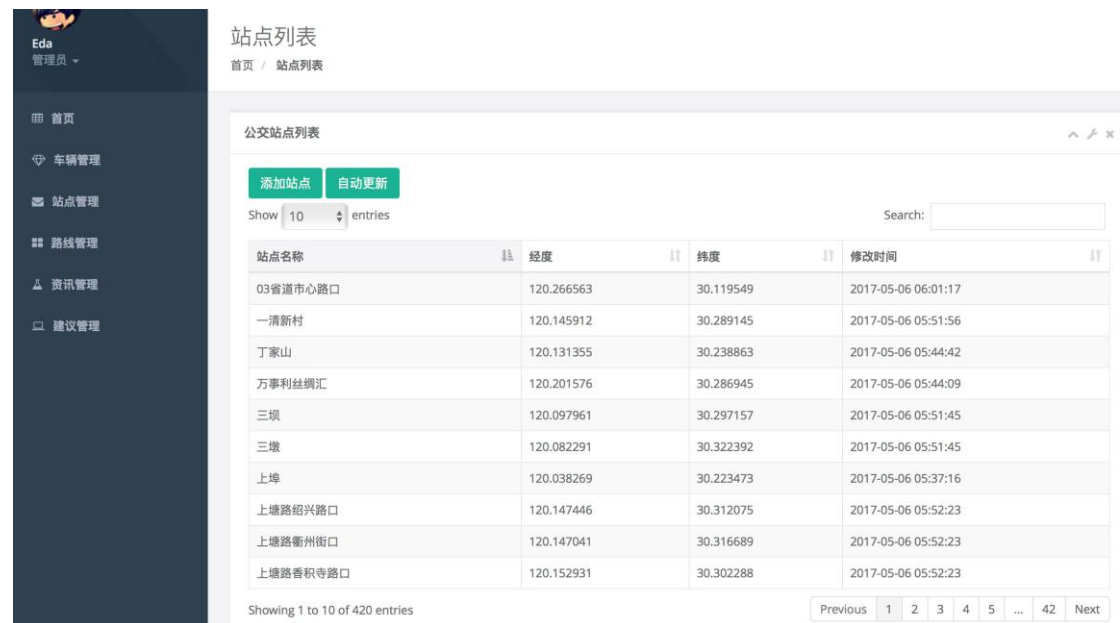 Eda
管理员
首页
车辆管理
站点管理
路线管理
资讯管理
建议管理
站点列表
首页 / 站点列表
公交站点列表
添加站点 自动更新
Show 10 entries Search:
站点名称 经度 纬度 修改时间
03省道市心路口 120.266563 30.119549 2017-05-06 06:01:17
一清新村 120.145912 30.289145 2017-05-06 05:51:56
丁家山 120.131355 30.238863 2017-05-06 05:44:42
万事利丝绸汇 120.201576 30.286945 2017-05-06 05:44:09
三坝 120.097961 30.297157 2017-05-06 05:51:45
三墩 120.082291 30.322392 2017-05-06 05:51:45
上埠 120.038269 30.223473 2017-05-06 05:37:16
上塘路绍兴路口 120.147446 30.312075 2017-05-06 05:52:23
上塘路衢州街口 120.147041 30.316689 2017-05-06 05:52:23
上塘路香积寺路口 120.152931 30.302288 2017-05-06 05:52:23
Showing 1 to 10 of 420 entries Previous 1 2 3 4 5 ... 42 Next